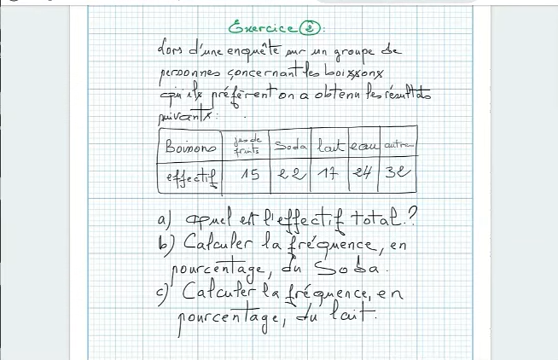 Exercice ②:
Lors d'une enquête sur un groupe de
personnes concernant les boissons
qu'ils préfèrent on a obtenu les résultats
suivants:
Boissons jus de fruits Soda lait eau autres
effectif 15 22 17 24 32
a) quel est l'effectif total?
b) Calculer la fréquence, en
pourcentage, du Soda.
c) Calculer la fréquence, en
pourcentage, du lait.